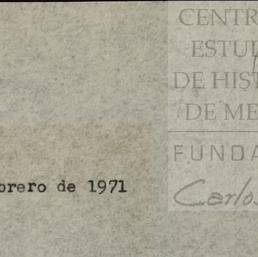 CENTR
ESTU
DE HIST
DE ME
FUNDA
Carlos
brero de 1971